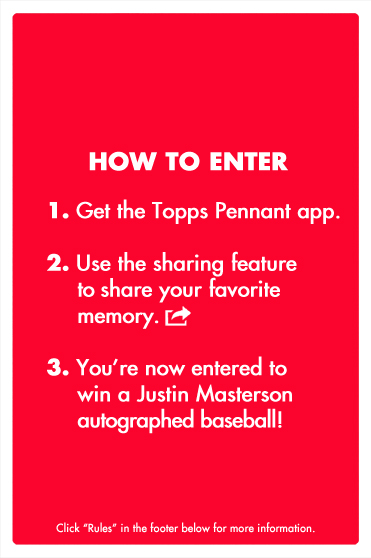 HOW TO ENTER
1. Get the Topps Pennant app.
2. Use the sharing feature
to share your favorite
memory.
3. You're now entered to
win a Justin Masterson
autographed baseball!
Click "Rules" in the footer below for more information.